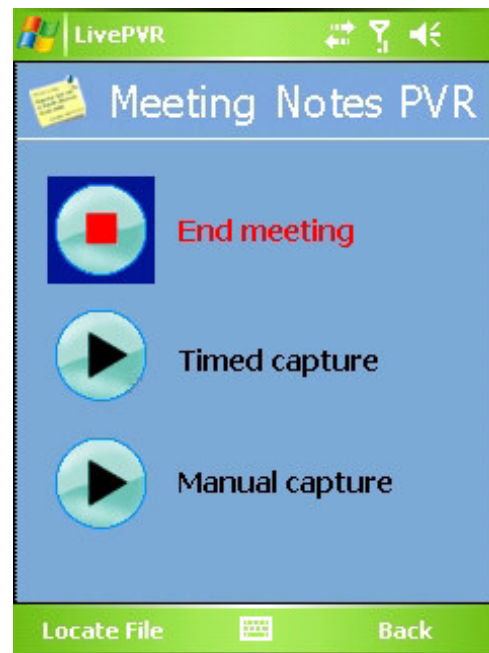 LivePVR
Meeting Notes PVR
End meeting
Timed capture
Manual capture
Locate File Back